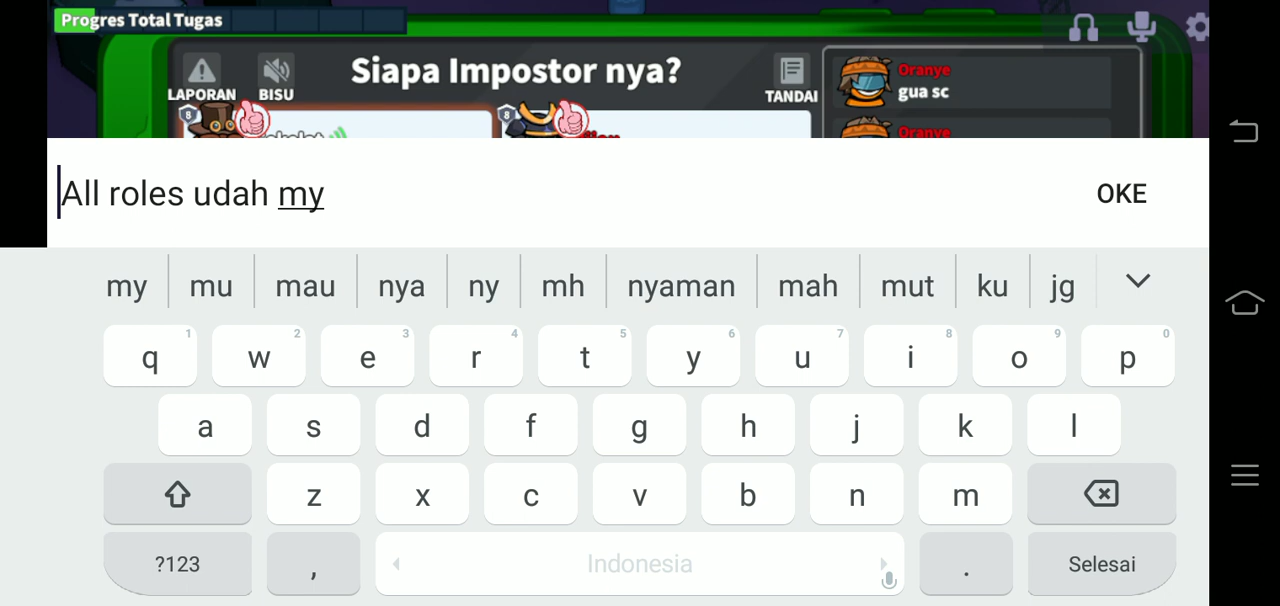 Progres Total Tugas
LAPORAN
BISU
Siapa Impostor nya?
TANDAI
Oranye
gua sc
8
8
Oranye
All roles udah my
OKE
my mu mau nya ny mh nyaman mah mut ku jg
1 2 3 4 5 6 7 8 9 0
q w e r t y u i o p
a s d f g h j k l
z x c v b n m
?123 , Indonesia . Selesai